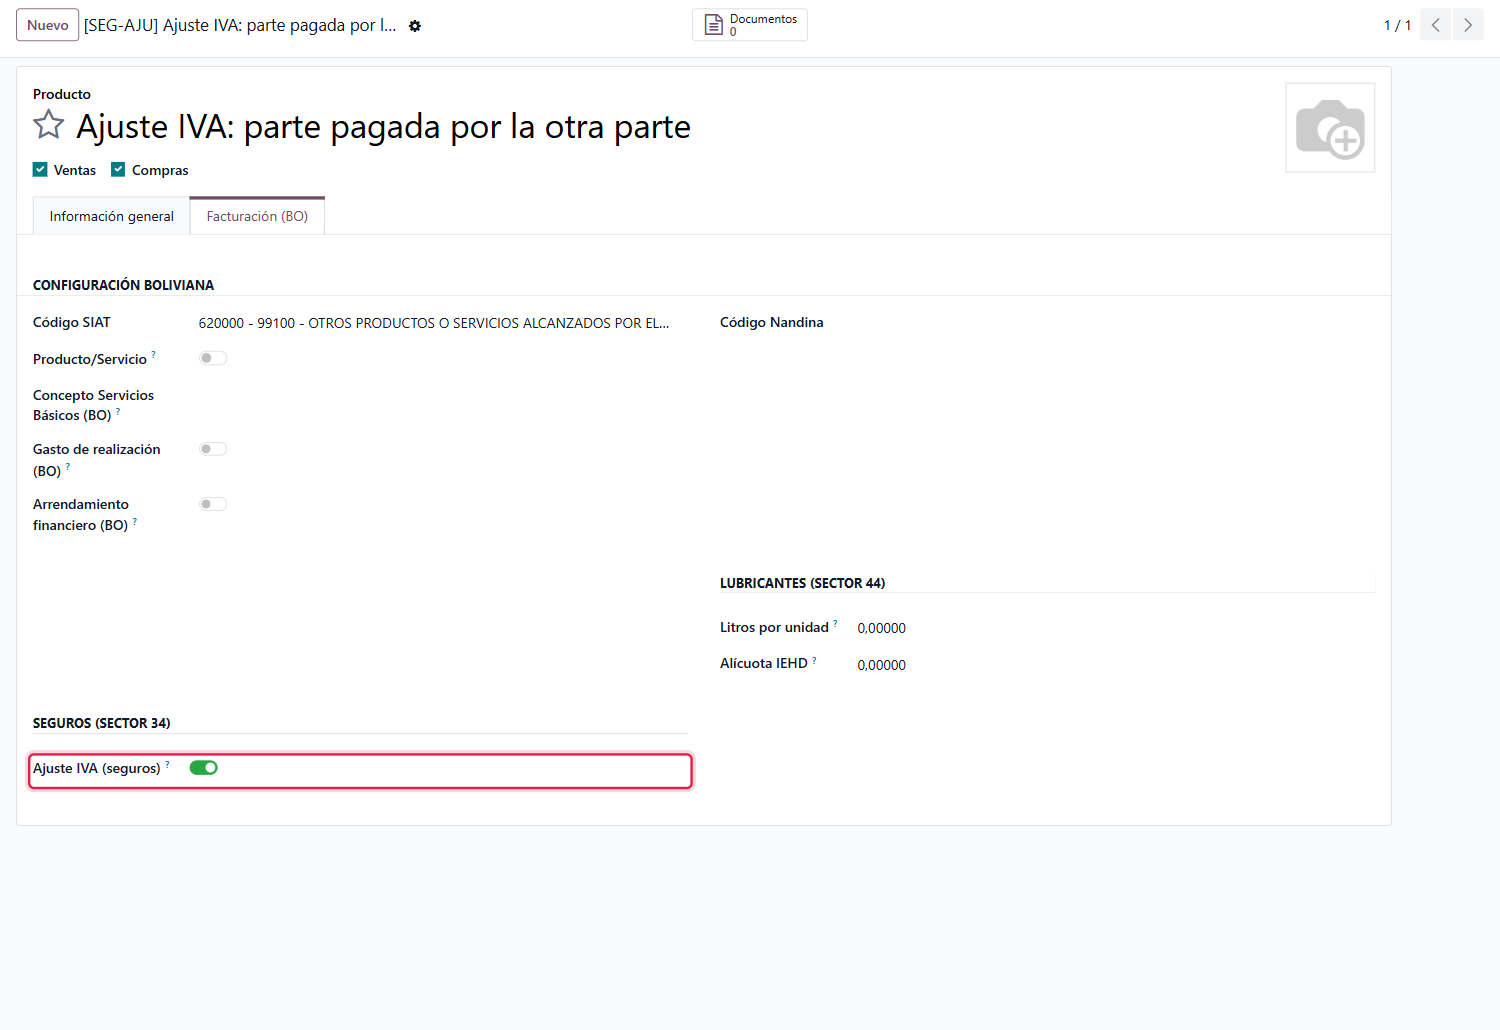 Nuevo
[SEG-AJU] Ajuste IVA: parte pagada por l...
Documentos
0
1 / 1
Producto
Ajuste IVA: parte pagada por la otra parte
Ventas
Compras
Información general
Facturación (BO)
CONFIGURACIÓN BOLIVIANA
Código SIAT
620000 - 99100 - OTROS PRODUCTOS O SERVICIOS ALCANZADOS POR EL...
Código Nandina
Producto/Servicio ?
Concepto Servicios
Básicos (BO) ?
Gasto de realización
(BO) ?
Arrendamiento
financiero (BO) ?
LUBRICANTES (SECTOR 44)
Litros por unidad ?
0,00000
Alícuota IEHD ?
0,00000
SEGUROS (SECTOR 34)
Ajuste IVA (seguros) ?